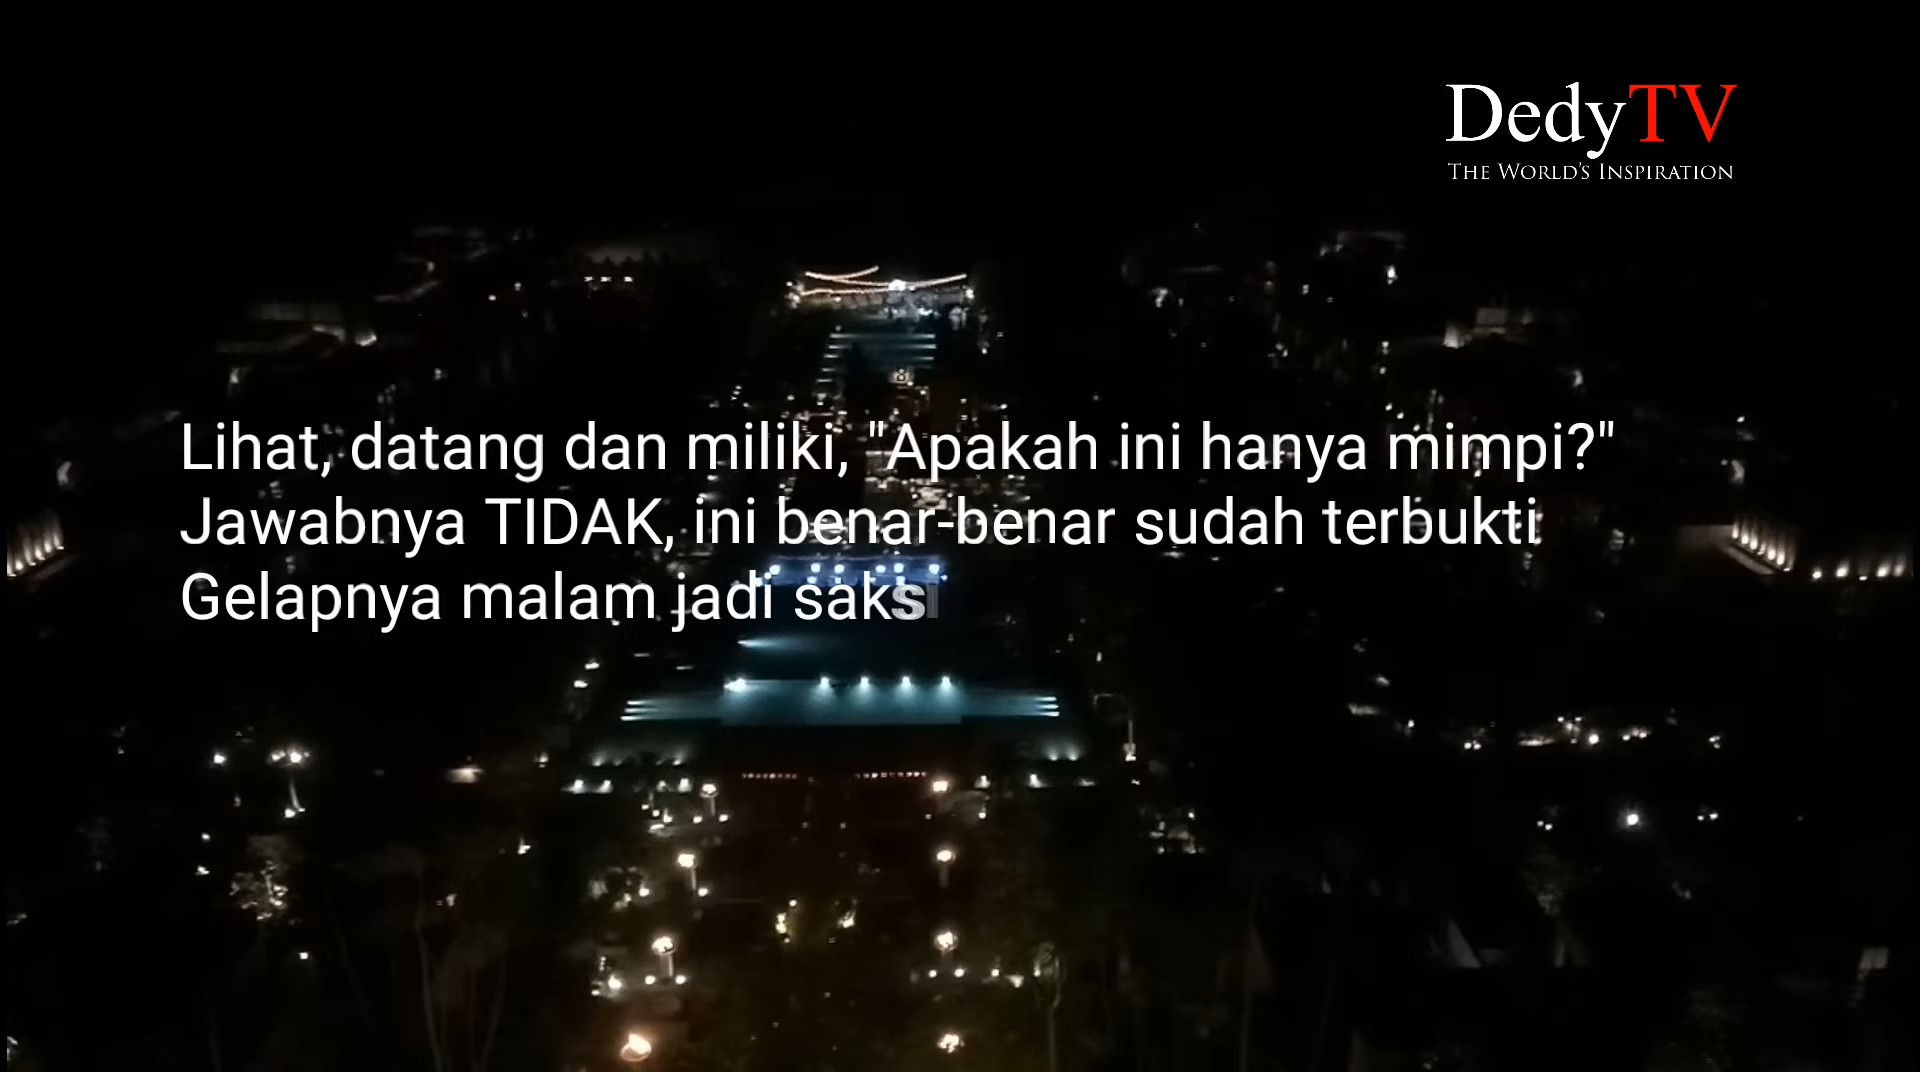 DedyTV
THE WORLD'S INSPIRATION
Lihat, datang dan miliki, "Apakah ini hanya mimpi?"
Jawabnya TIDAK, ini benar-benar sudah terbukti
Gelapnya malam jadi saksi